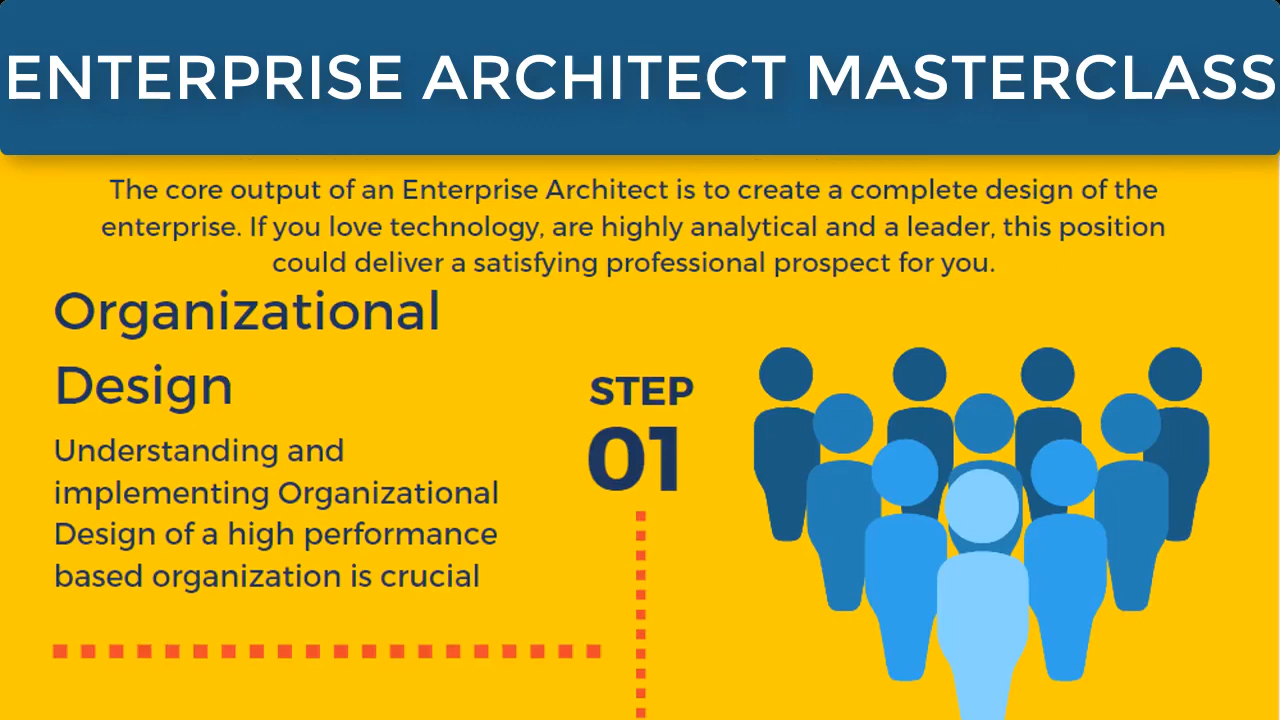 ENTERPRISE ARCHITECT MASTERCLASS
The core output of an Enterprise Architect is to create a complete design of the
enterprise. If you love technology, are highly analytical and a leader, this position
could deliver a satisfying professional prospect for you.
Organizational
Design
Understanding and
implementing Organizational
Design of a high performance
based organization is crucial
STEP
01